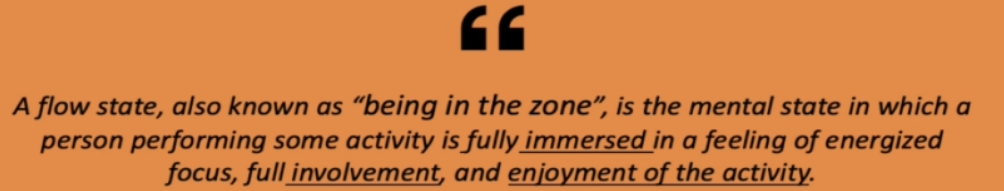 “
A flow state, also known as “being in the zone”, is the mental state in which a
person performing some activity is fully immersed in a feeling of energized
focus, full involvement, and enjoyment of the activity.